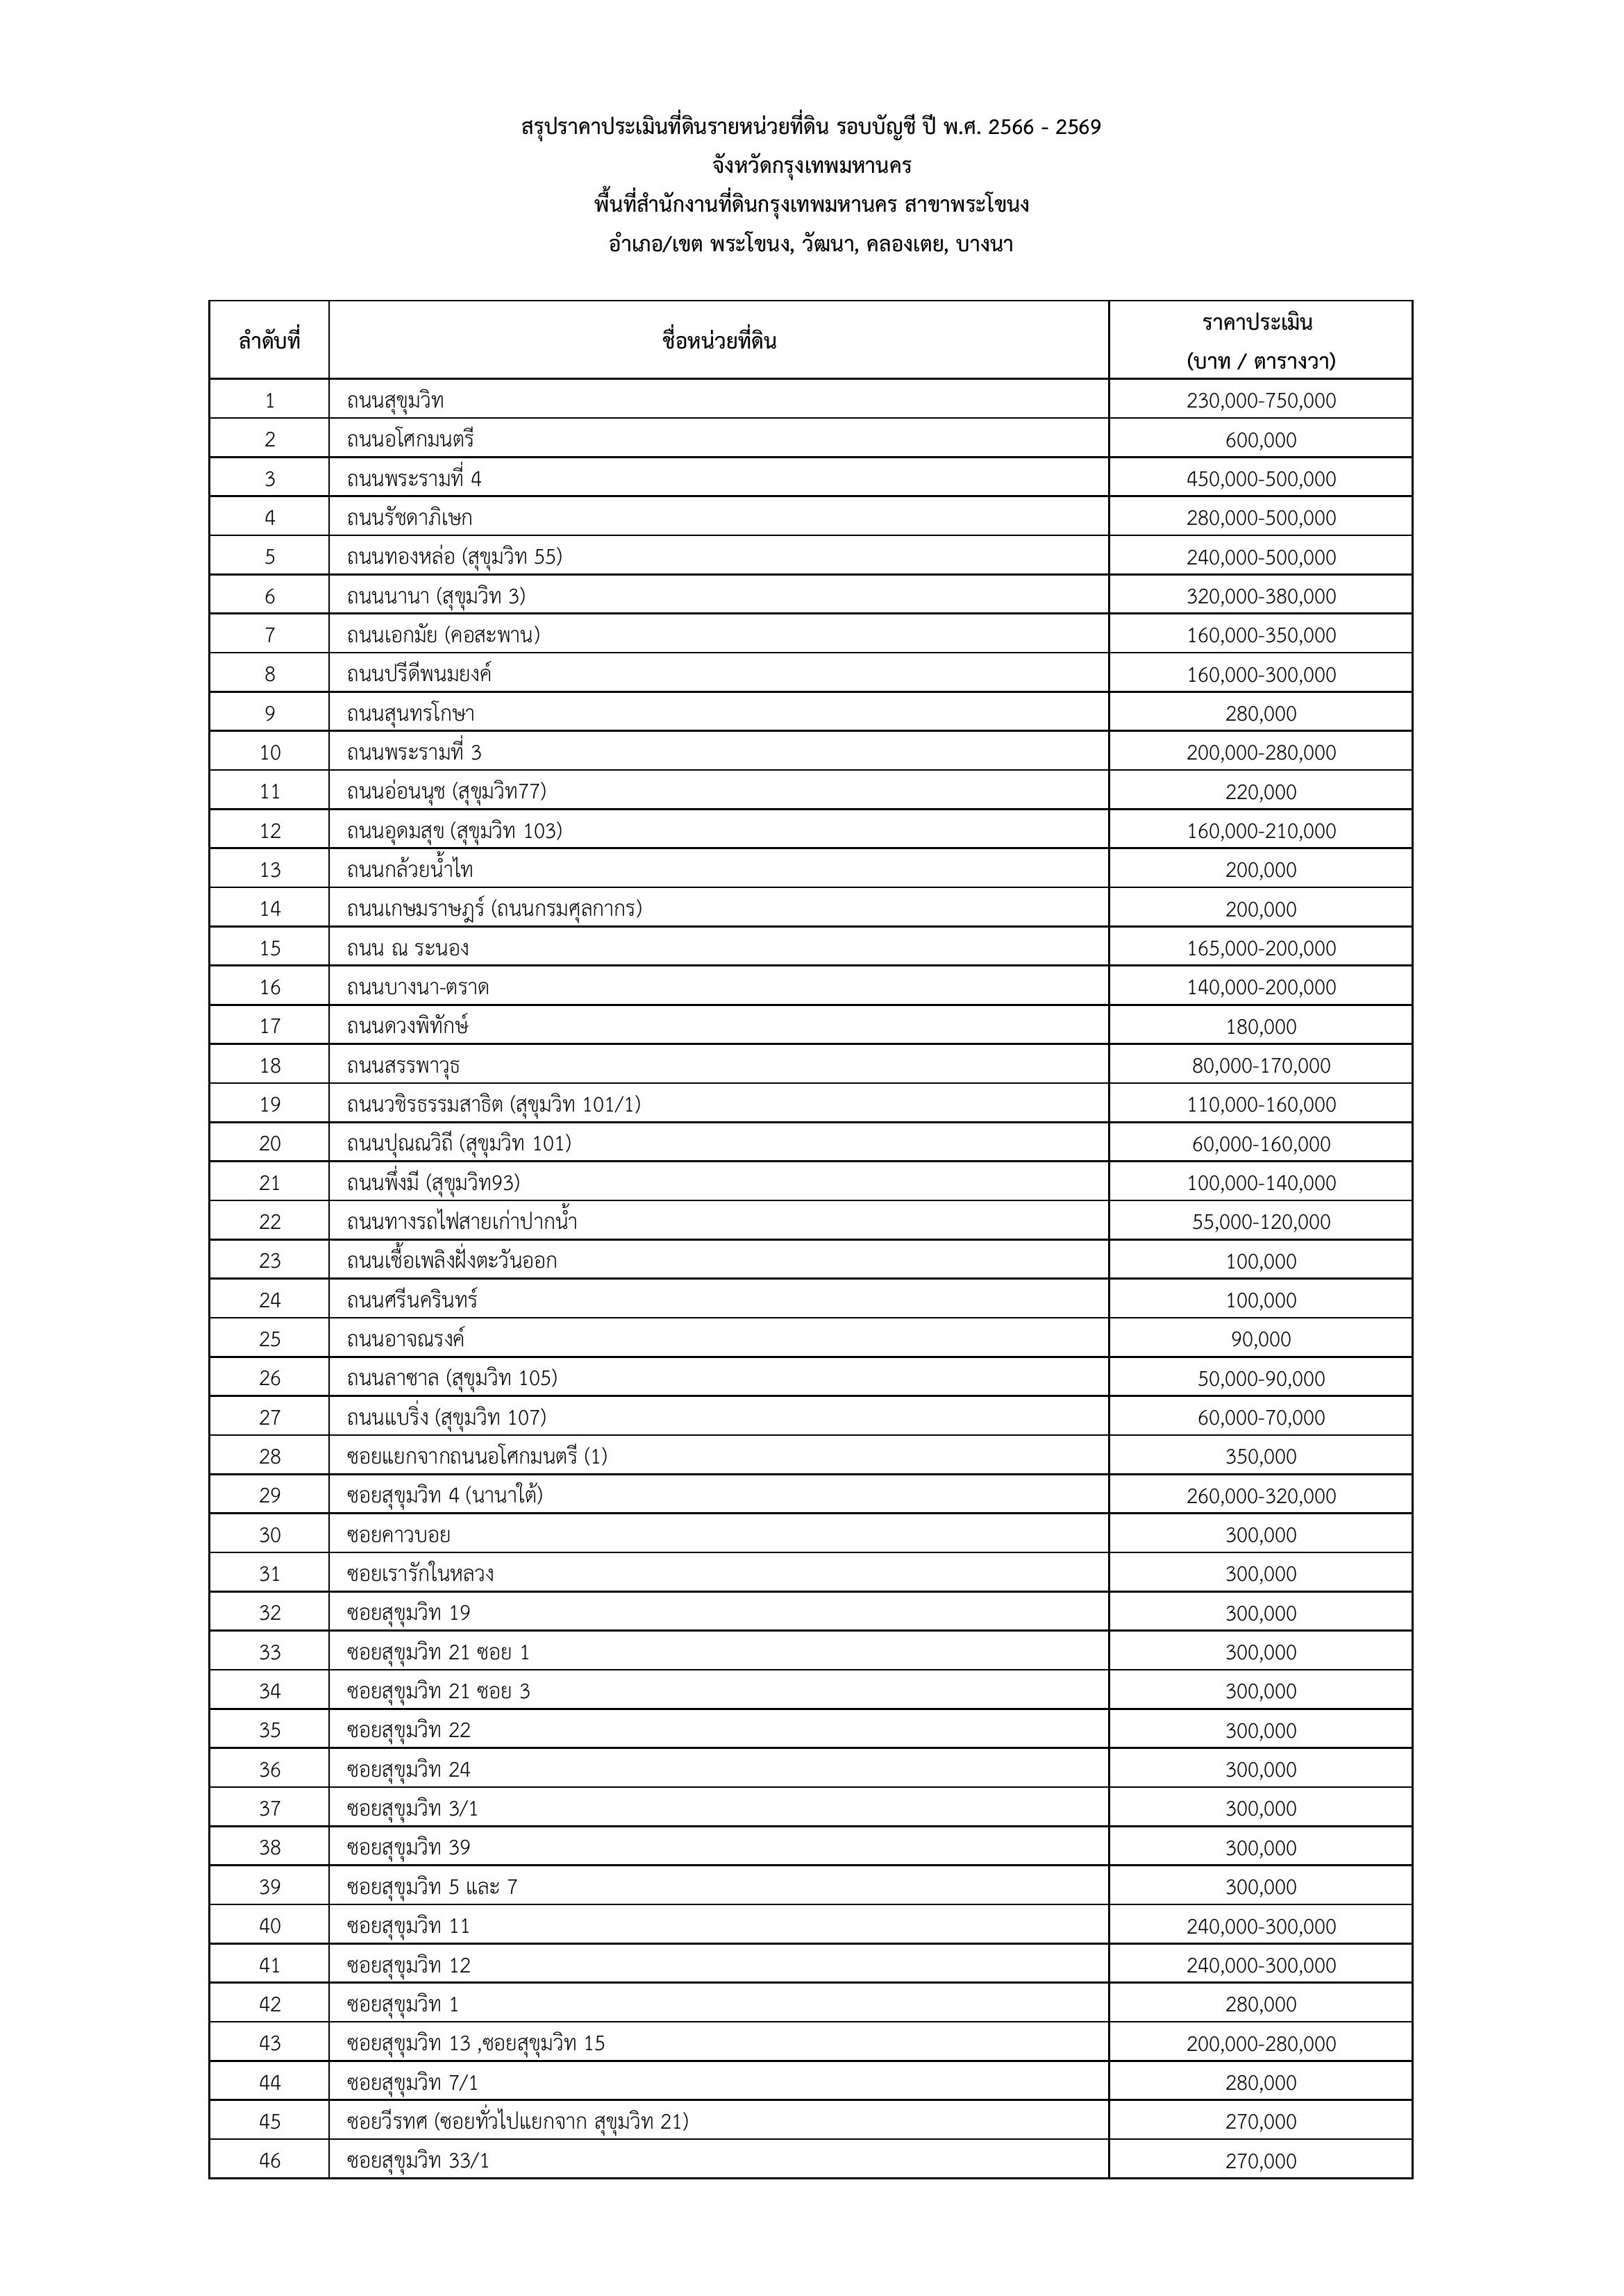 สรุปราคาประเมินที่ดินรายหน่วยที่ดิน รอบบัญชี ปี พ.ศ. 2566 - 2569
จังหวัดกรุงเทพมหานคร
พื้นที่สำนักงานที่ดินกรุงเทพมหานคร สาขาพระโขนง
อำเภอ/เขต พระโขนง, วัฒนา, คลองเตย, บางนา
ลำดับที่ ชื่อหน่วยที่ดิน ราคาประเมิน
(บาท / ตารางวา)
1 ถนนสุขุมวิท 230,000-750,000
2 ถนนอโศกมนตรี 600,000
3 ถนนพระรามที่ 4 450,000-500,000
4 ถนนรัชดาภิเษก 280,000-500,000
5 ถนนทองหล่อ (สุขุมวิท 55) 240,000-500,000
6 ถนนนานา (สุขุมวิท 3) 320,000-380,000
7 ถนนเอกมัย (คอสะพาน) 160,000-350,000
8 ถนนปรีดีพนมยงค์ 160,000-300,000
9 ถนนสุนทรโกษา 280,000
10 ถนนพระรามที่ 3 200,000-280,000
11 ถนนอ่อนนุช (สุขุมวิท77) 220,000
12 ถนนอุดมสุข (สุขุมวิท 103) 160,000-210,000
13 ถนนกล้วยน้ำไท 200,000
14 ถนนเกษมราษฎร์ (ถนนกรมศุลกากร) 200,000
15 ถนน ณ ระนอง 165,000-200,000
16 ถนนบางนา-ตราด 140,000-200,000
17 ถนนดวงพิทักษ์ 180,000
18 ถนนสรรพาวุธ 80,000-170,000
19 ถนนวชิรธรรมสาธิต (สุขุมวิท 101/1) 110,000-160,000
20 ถนนปุณณวิถี (สุขุมวิท 101) 60,000-160,000
21 ถนนพึ่งมี (สุขุมวิท93) 100,000-140,000
22 ถนนทางรถไฟสายเก่าปากน้ำ 55,000-120,000
23 ถนนเชื้อเพลิงฝั่งตะวันออก 100,000
24 ถนนศรีนครินทร์ 100,000
25 ถนนอาจณรงค์ 90,000
26 ถนนลาซาล (สุขุมวิท 105) 50,000-90,000
27 ถนนแบริ่ง (สุขุมวิท 107) 60,000-70,000
28 ซอยแยกจากถนนอโศกมนตรี (1) 350,000
29 ซอยสุขุมวิท 4 (นานาใต้) 260,000-320,000
30 ซอยคาวบอย 300,000
31 ซอยเรารักในหลวง 300,000
32 ซอยสุขุมวิท 19 300,000
33 ซอยสุขุมวิท 21 ซอย 1 300,000
34 ซอยสุขุมวิท 21 ซอย 3 300,000
35 ซอยสุขุมวิท 22 300,000
36 ซอยสุขุมวิท 24 300,000
37 ซอยสุขุมวิท 3/1 300,000
38 ซอยสุขุมวิท 39 300,000
39 ซอยสุขุมวิท 5 และ 7 300,000
40 ซอยสุขุมวิท 11 240,000-300,000
41 ซอยสุขุมวิท 12 240,000-300,000
42 ซอยสุขุมวิท 1 280,000
43 ซอยสุขุมวิท 13 ,ซอยสุขุมวิท 15 200,000-280,000
44 ซอยสุขุมวิท 7/1 280,000
45 ซอยวีรทศ (ซอยทั่วไปแยกจาก สุขุมวิท 21) 270,000
46 ซอยสุขุมวิท 33/1 270,000